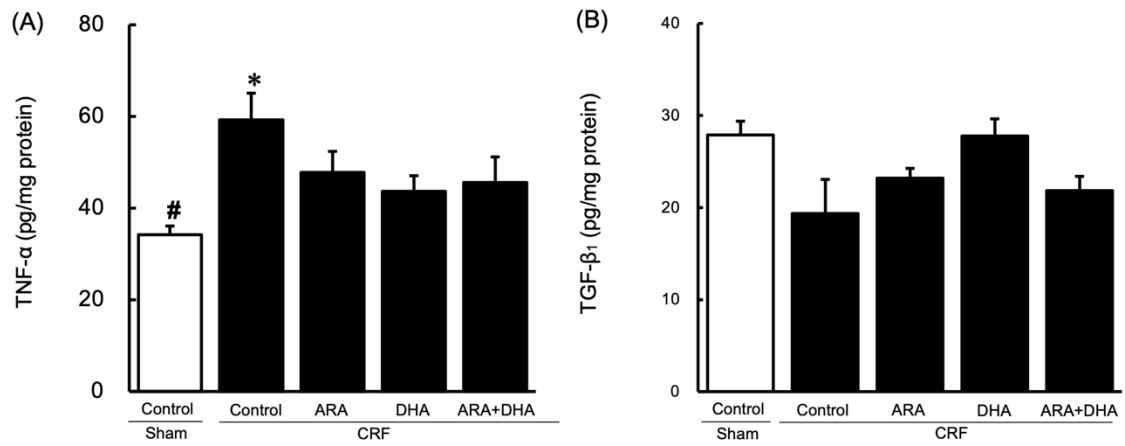 (A)
TNF-α (pg/mg protein)
80
60
40
20
0
*
#
Control Control ARA DHA ARA+DHA
Sham CRF
(B)
TGF-β₁ (pg/mg protein)
40
30
20
10
0
Control Control ARA DHA ARA+DHA
Sham CRF